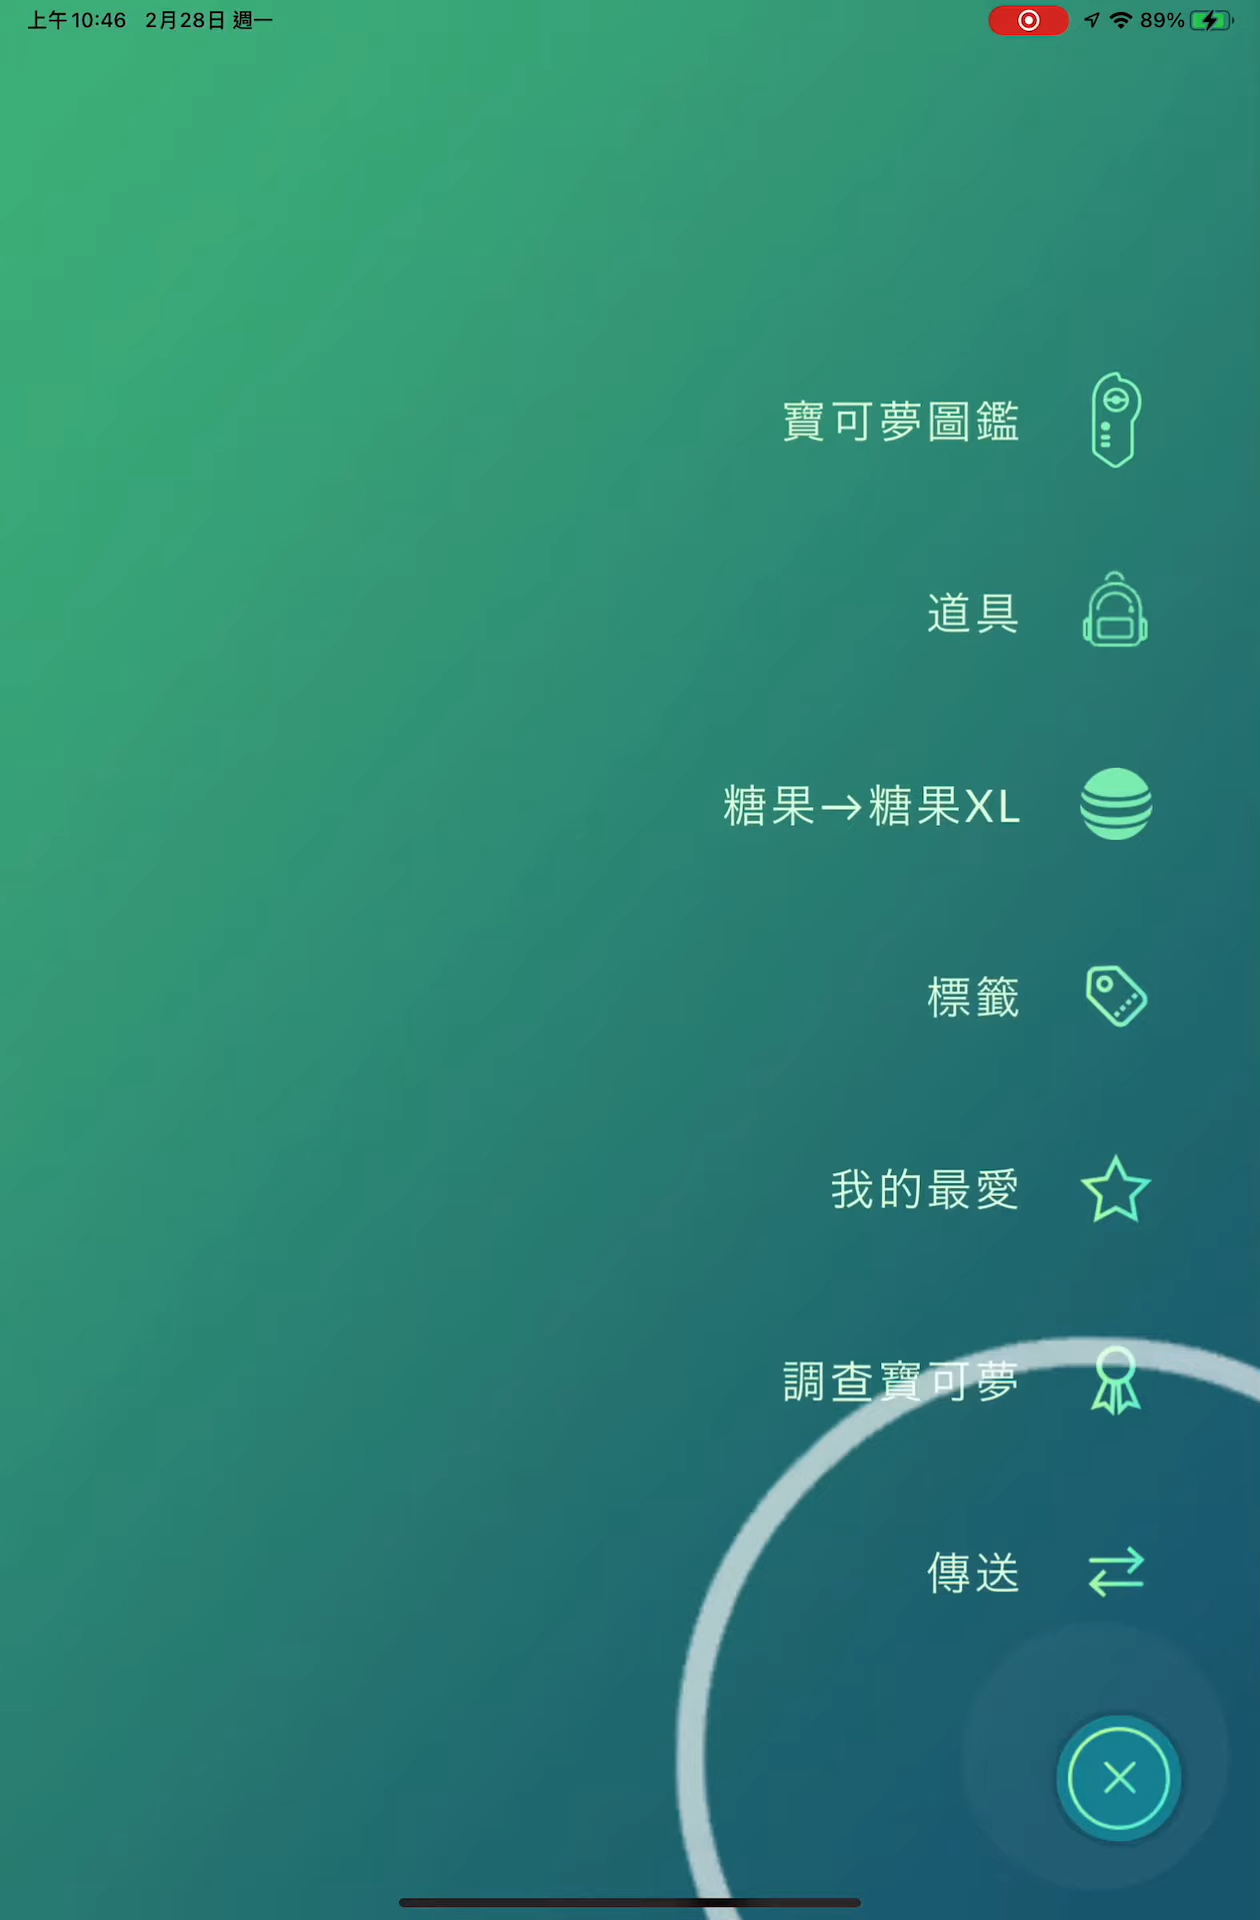 上午10:46 2月28日 週一
89%
寶可夢圖鑑
道具
糖果→糖果XL
標籤
我的最愛
調查寶可夢
傳送